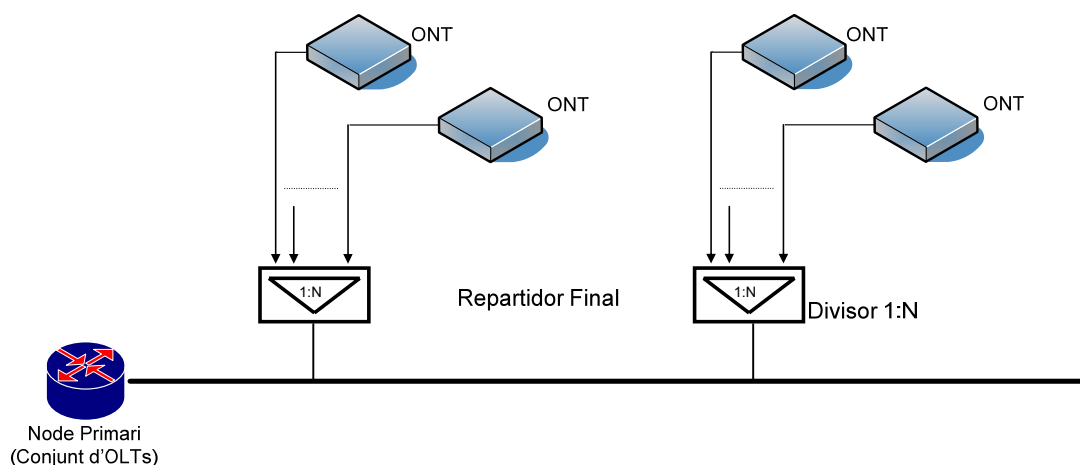 ONT
ONT
ONT
ONT
1:N
Repartidor Final
1:N
Divisor 1:N
Node Primari
(Conjunt d'OLTs)